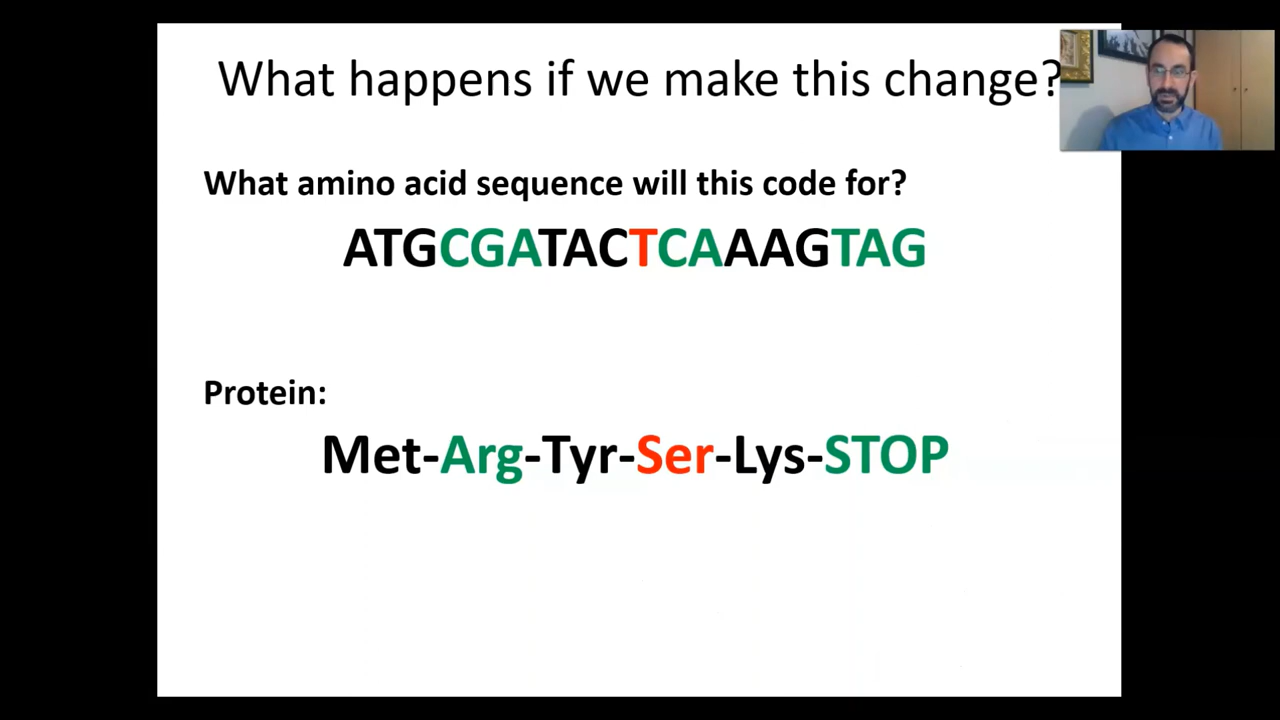 What happens if we make this change?
What amino acid sequence will this code for?
ATGCGATACTCAAAGTAG
Protein:
Met-Arg-Tyr-Ser-Lys-STOP